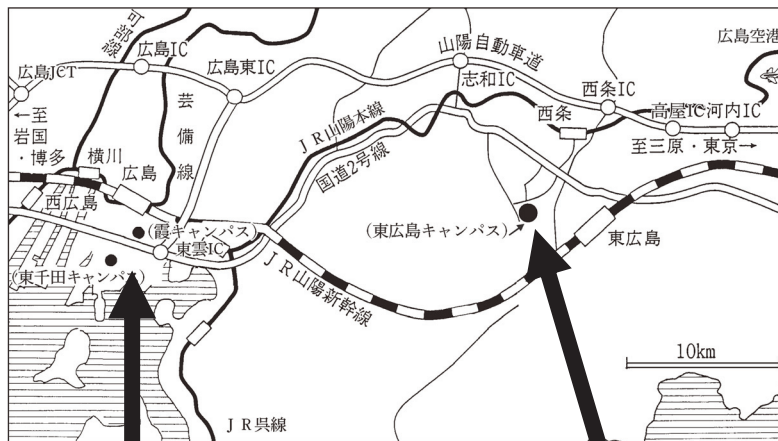 可部線
広島JCT
広島IC
広島東IC
山陽自動車道
志和IC
西条IC
広島空港
高屋IC
河内IC
←至
岩国
・博多
芸備線
横川
広島
西広島
JR山陽本線
国道2号線
西条
至三原・東京→
(霞キャンパス)
東雲IC
(東千田キャンパス)
(東広島キャンパス)
東広島
JR山陽新幹線
10km
JR呉線